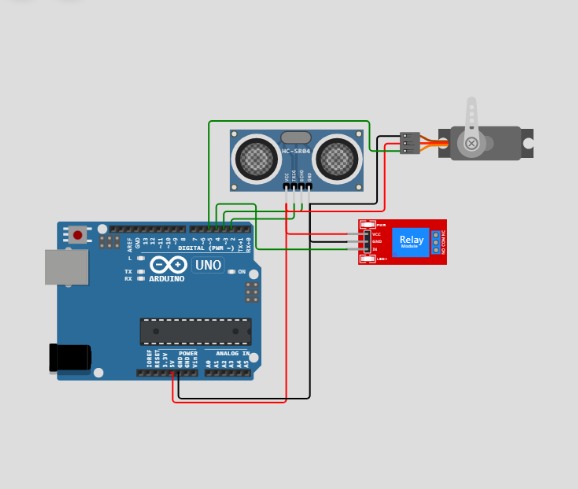 HC-SR04
VCC
TRIG
ECHO
GND
VCC
GND
IN
Relay
Module
NO COM NC
AREF
GND
13
12
~11
~10
~9
8
7
~6
~5
4
~3
2
TX→1
RX←0
DIGITAL (PWM ~)
L
TX
RX
UNO
ON
ARDUINO
IOREF
RESET
3.3V
5V
GND
GND
Vin
POWER
ANALOG IN
A0
A1
A2
A3
A4
A5